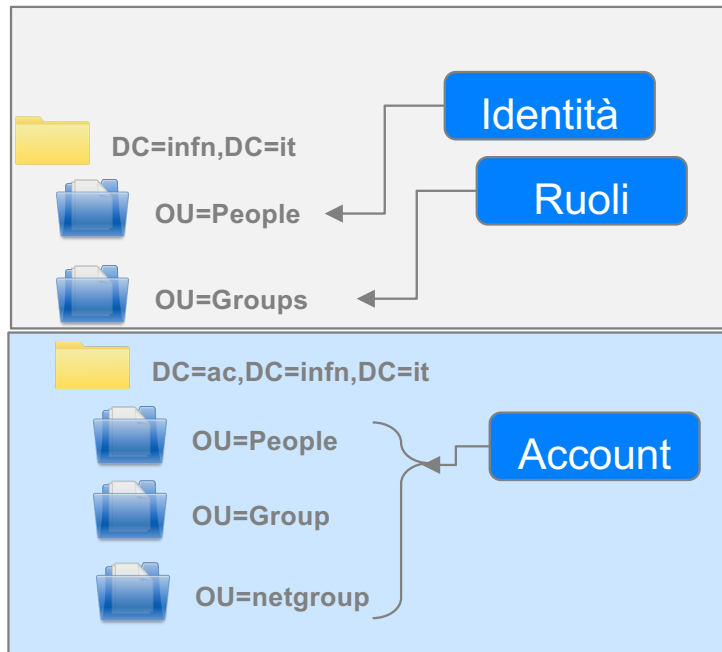 Identità
DC=infn,DC=it
Ruoli
OU=People
OU=Groups
DC=ac,DC=infn,DC=it
OU=People
Account
OU=Group
OU=netgroup